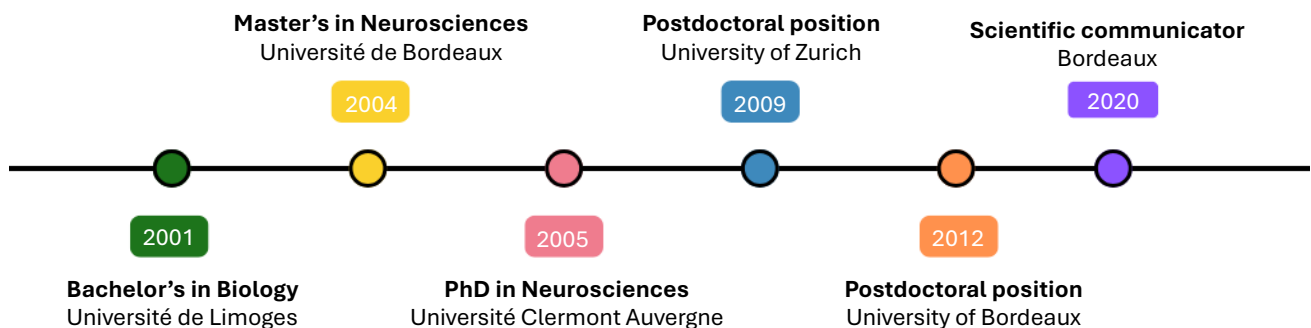 Master’s in Neurosciences
Université de Bordeaux
2004
Postdoctoral position
University of Zurich
2009
Scientific communicator
Bordeaux
2020
2001
Bachelor’s in Biology
Université de Limoges
2005
PhD in Neurosciences
Université Clermont Auvergne
2012
Postdoctoral position
University of Bordeaux